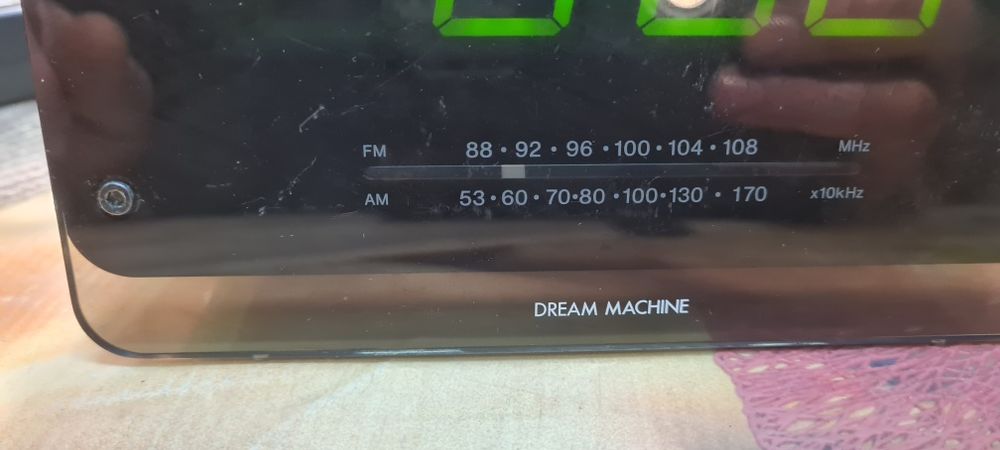 FM 88 • 92 • 96 • 100 • 104 • 108 MHz
AM 53 • 60 • 70 • 80 • 100 • 130 • 170 x10kHz
DREAM MACHINE